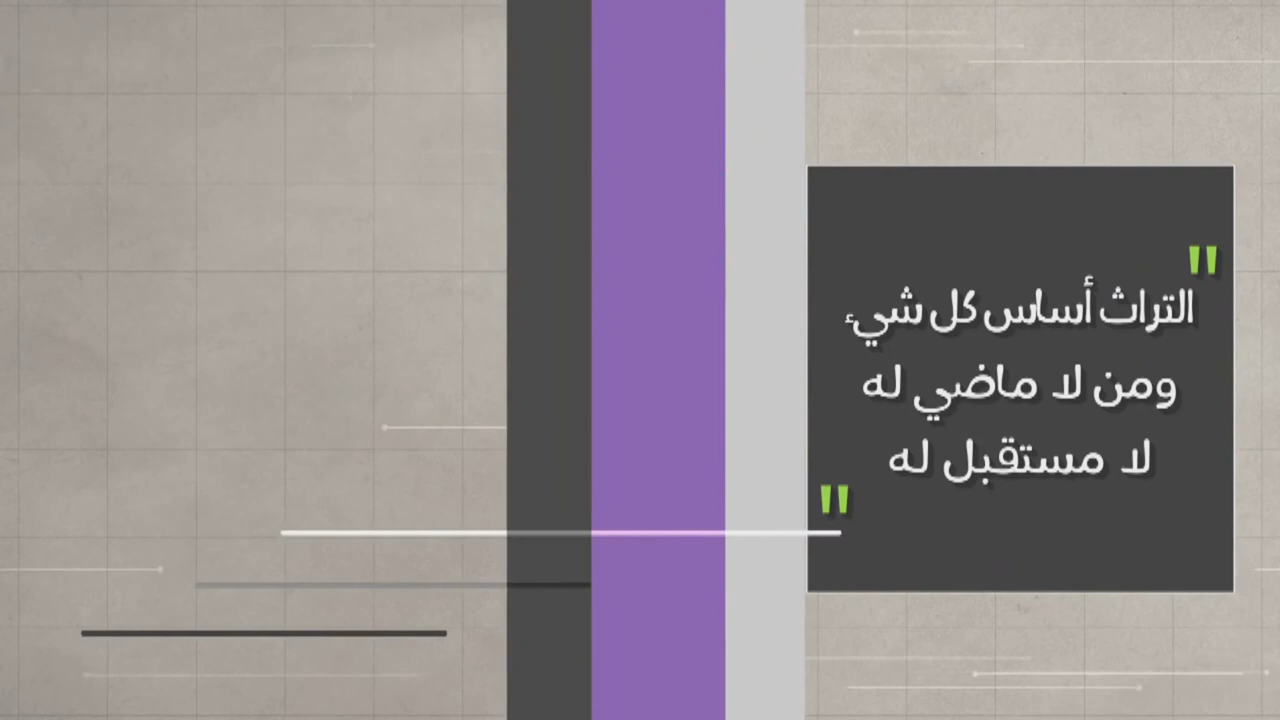 "التراث أساس كل شيء
ومن لا ماضي له
لا مستقبل له"